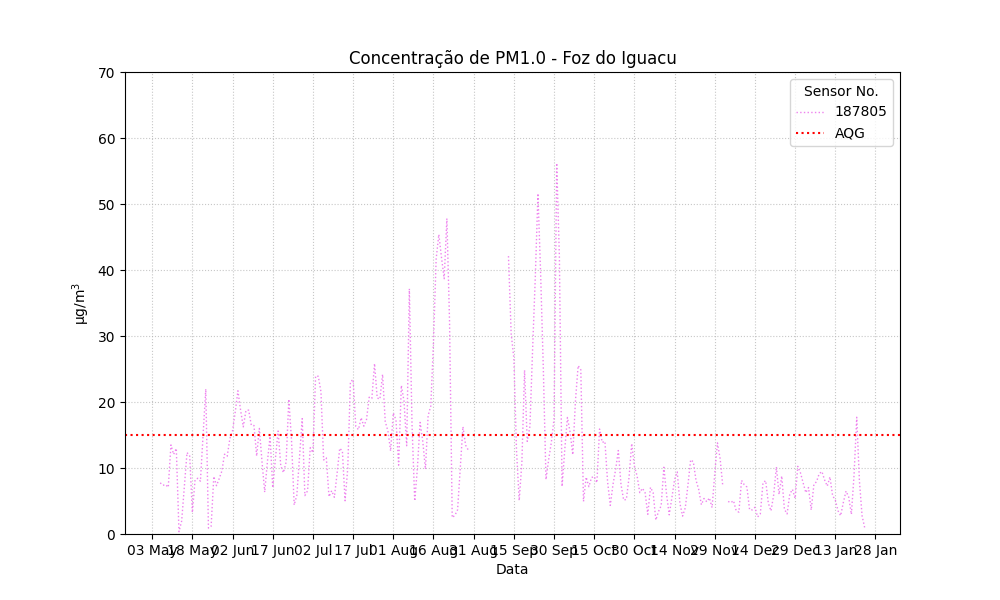 Concentração de PM1.0 - Foz do Iguacu
70
60
50
40
30
20
10
0
µg/m³
Sensor No.
187805
AQG
03 May 18 May 02 Jun 17 Jun 02 Jul 17 Jul 01 Aug 16 Aug 31 Aug 15 Sep 30 Sep 15 Oct 30 Oct 14 Nov 29 Nov 14 Dec 29 Dec 13 Jan 28 Jan
Data